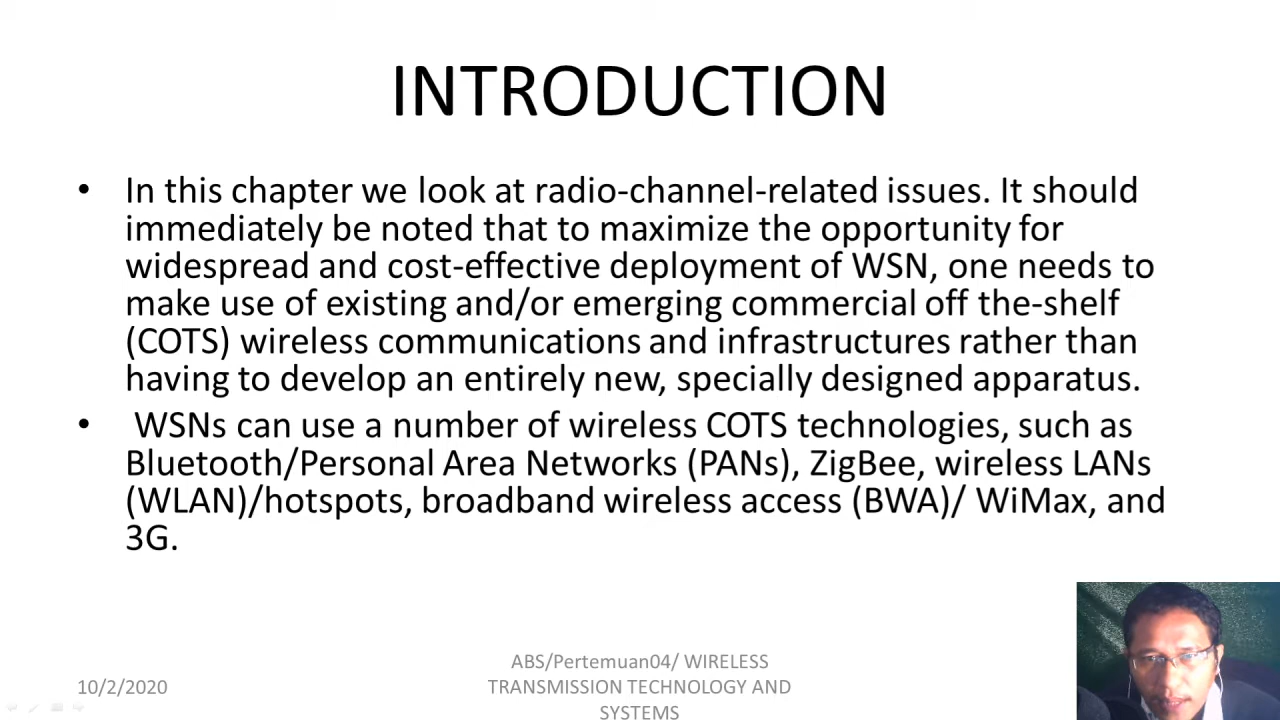 INTRODUCTION
• In this chapter we look at radio-channel-related issues. It should
immediately be noted that to maximize the opportunity for
widespread and cost-effective deployment of WSN, one needs to
make use of existing and/or emerging commercial off the-shelf
(COTS) wireless communications and infrastructures rather than
having to develop an entirely new, specially designed apparatus.
• WSNs can use a number of wireless COTS technologies, such as
Bluetooth/Personal Area Networks (PANs), ZigBee, wireless LANs
(WLAN)/hotspots, broadband wireless access (BWA)/ WiMax, and
3G.
10/2/2020
ABS/Pertemuan04/ WIRELESS
TRANSMISSION TECHNOLOGY AND
SYSTEMS